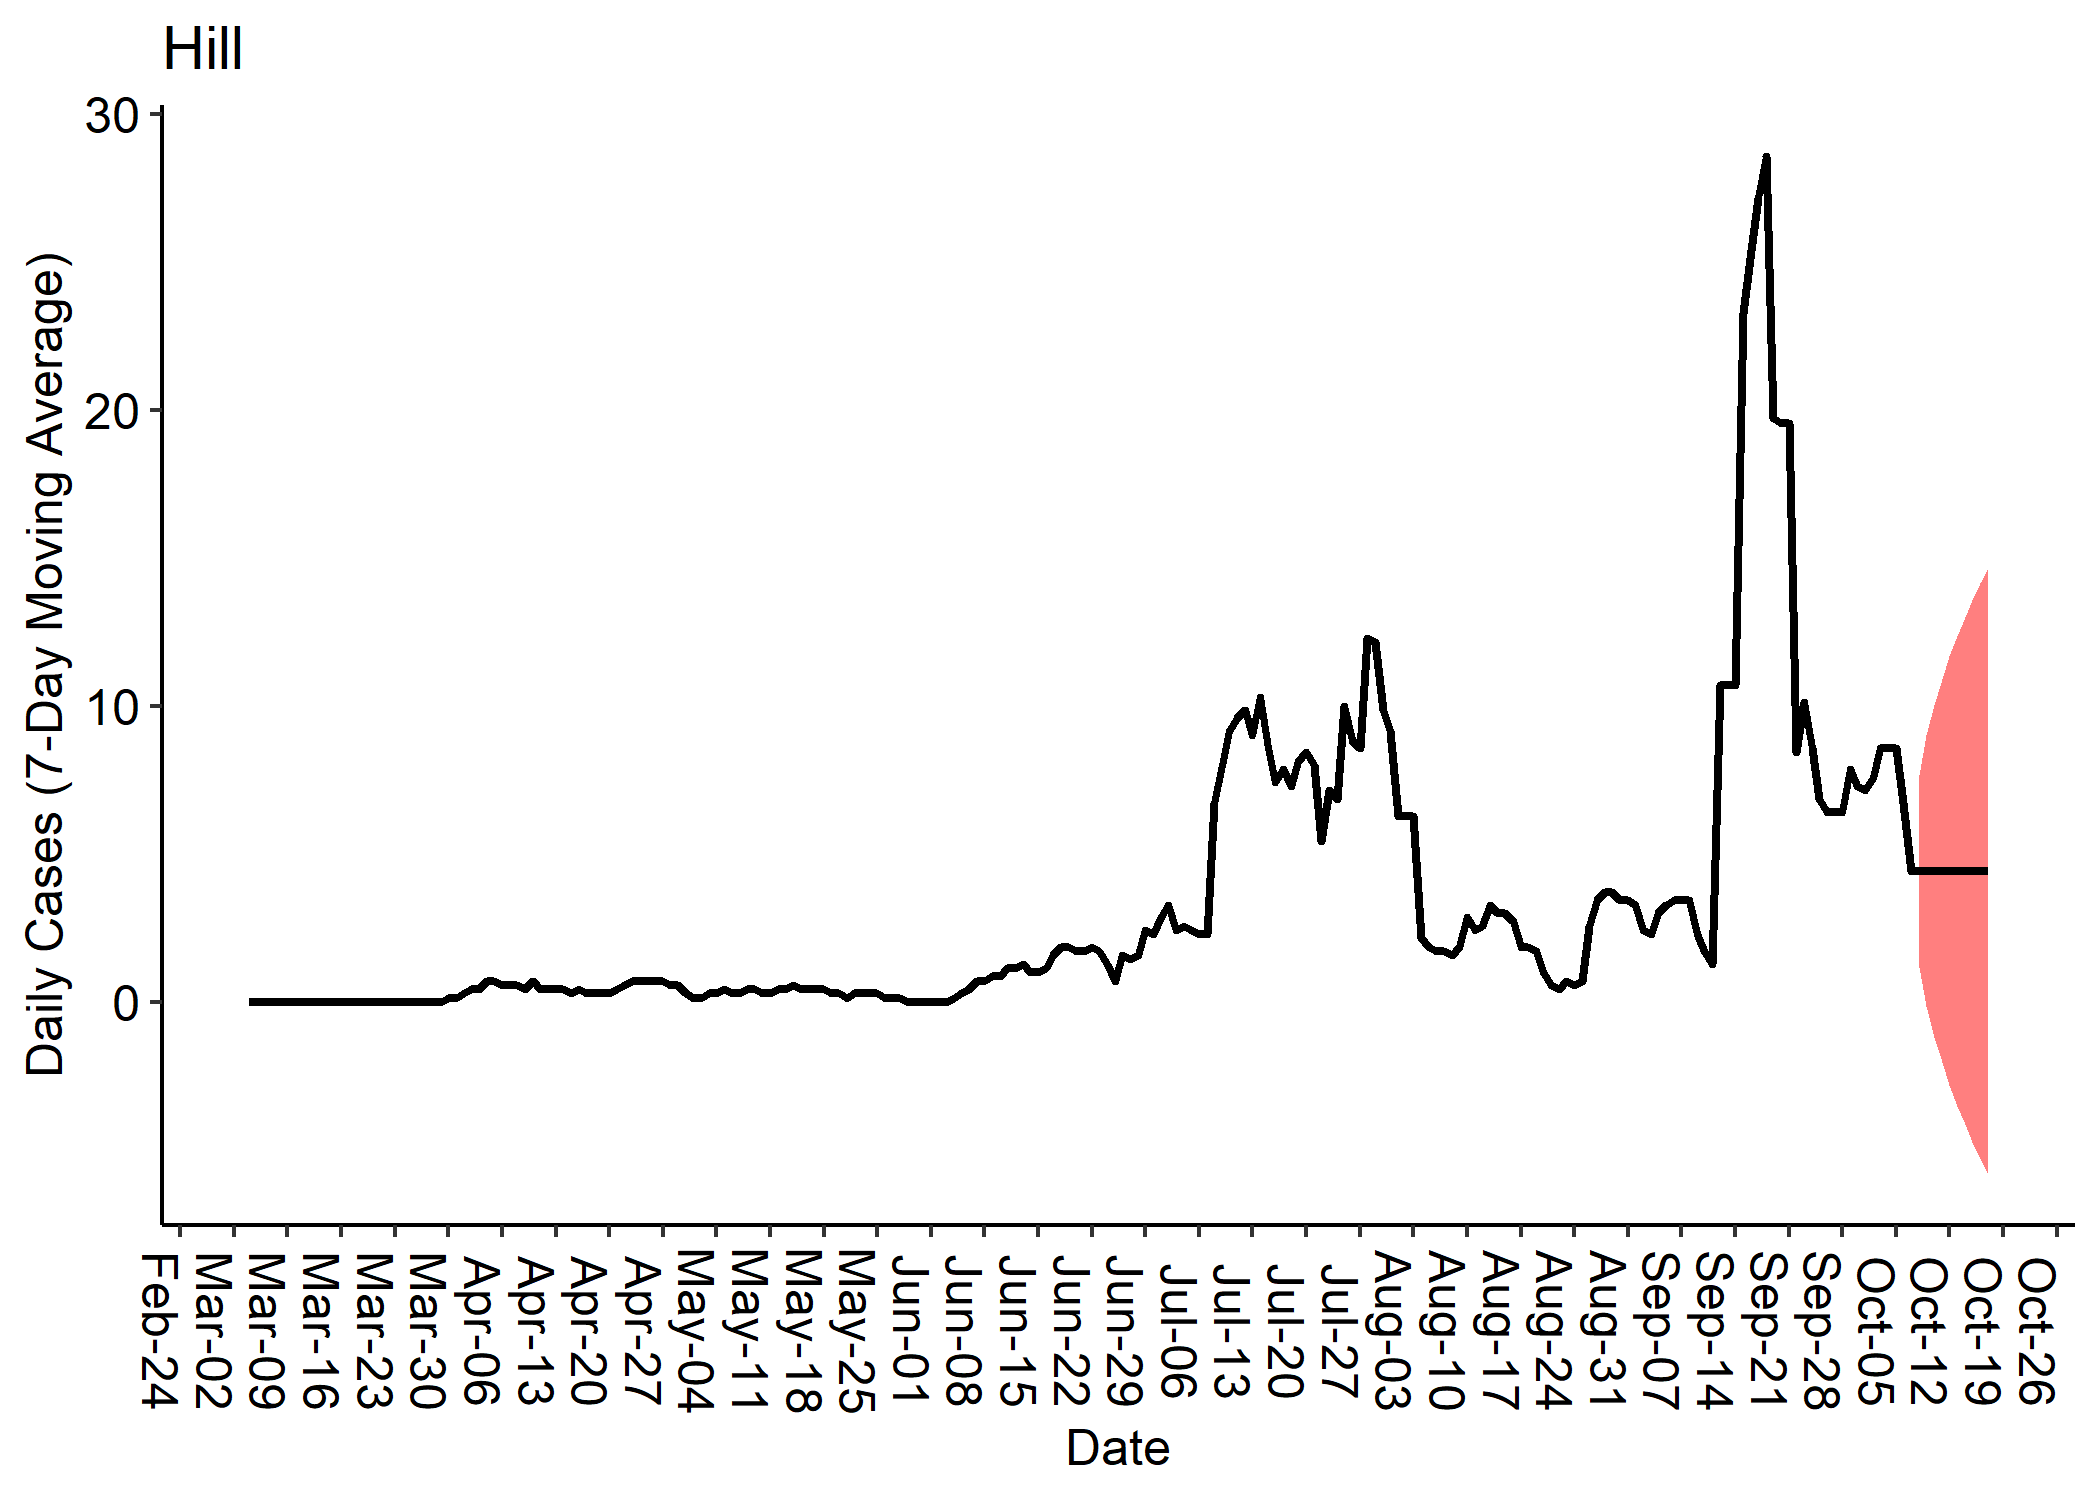 Hill
Daily Cases (7-Day Moving Average)
30
20
10
0
Feb-24
Mar-02
Mar-09
Mar-16
Mar-23
Mar-30
Apr-06
Apr-13
Apr-20
Apr-27
May-04
May-11
May-18
May-25
Jun-01
Jun-08
Jun-15
Jun-22
Jun-29
Jul-06
Jul-13
Jul-20
Jul-27
Aug-03
Aug-10
Aug-17
Aug-24
Aug-31
Sep-07
Sep-14
Sep-21
Sep-28
Oct-05
Oct-12
Oct-19
Oct-26
Date